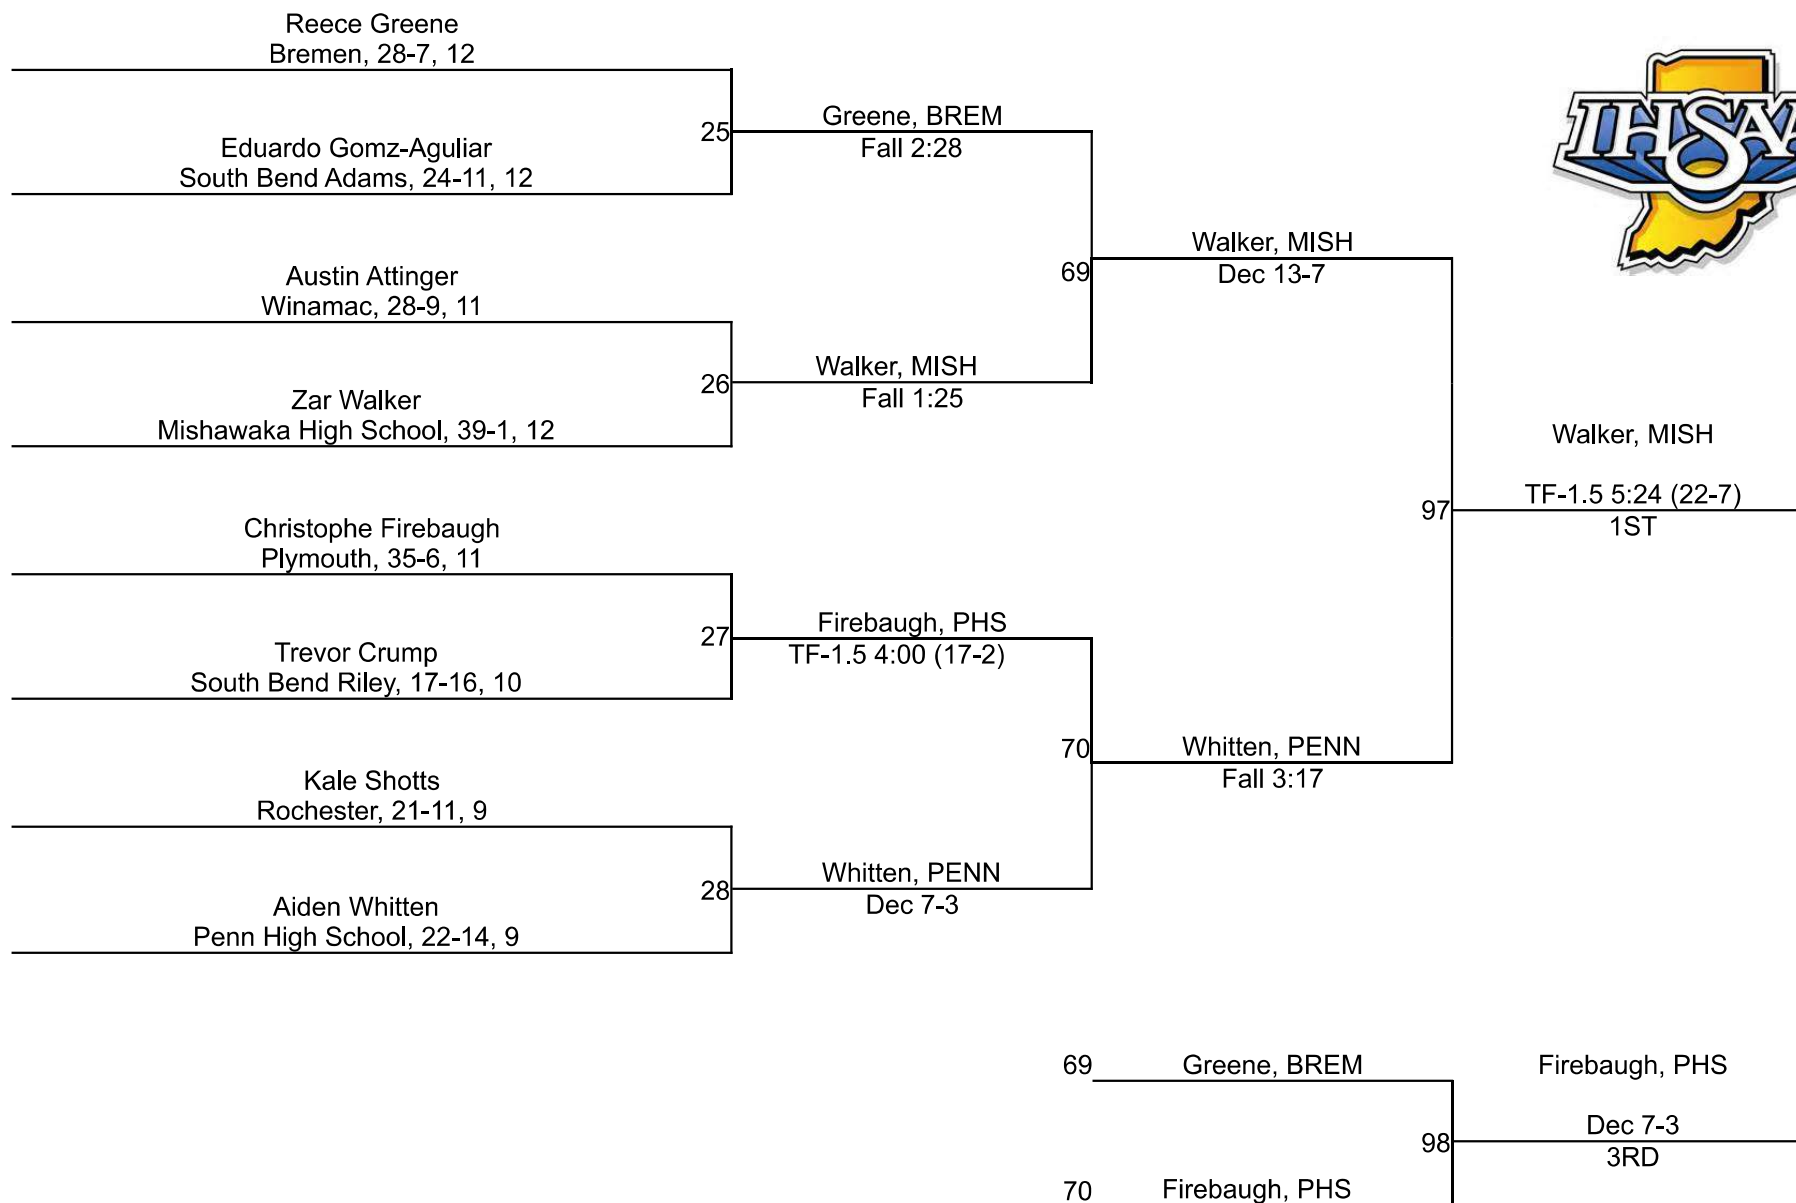 Reece Greene
Bremen, 28-7, 12
25
Greene, BREM
Fall 2:28
Eduardo Gomz-Aguliar
South Bend Adams, 24-11, 12
IHSAA
Walker, MISH
69
Dec 13-7
Austin Attinger
Winamac, 28-9, 11
26
Walker, MISH
Fall 1:25
Zar Walker
Mishawaka High School, 39-1, 12
Walker, MISH
97
TF-1.5 5:24 (22-7)
1ST
Christophe Firebaugh
Plymouth, 35-6, 11
27
Firebaugh, PHS
TF-1.5 4:00 (17-2)
Trevor Crump
South Bend Riley, 17-16, 10
70
Whitten, PENN
Fall 3:17
Kale Shotts
Rochester, 21-11, 9
28
Whitten, PENN
Dec 7-3
Aiden Whitten
Penn High School, 22-14, 9
69
Greene, BREM
Firebaugh, PHS
98
Dec 7-3
3RD
70
Firebaugh, PHS